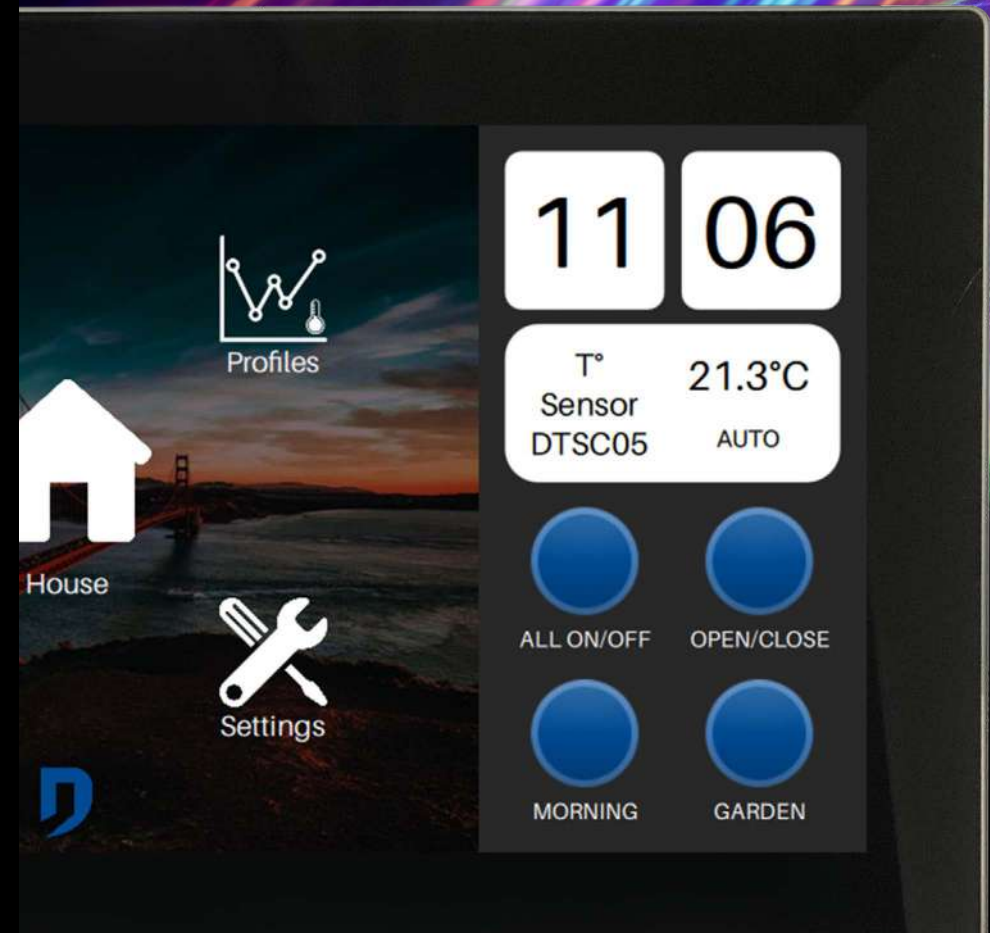 11 06
T°
Sensor
DTSC05
21.3°C
AUTO
Profiles
House
Settings
ALL ON/OFF
OPEN/CLOSE
MORNING
GARDEN